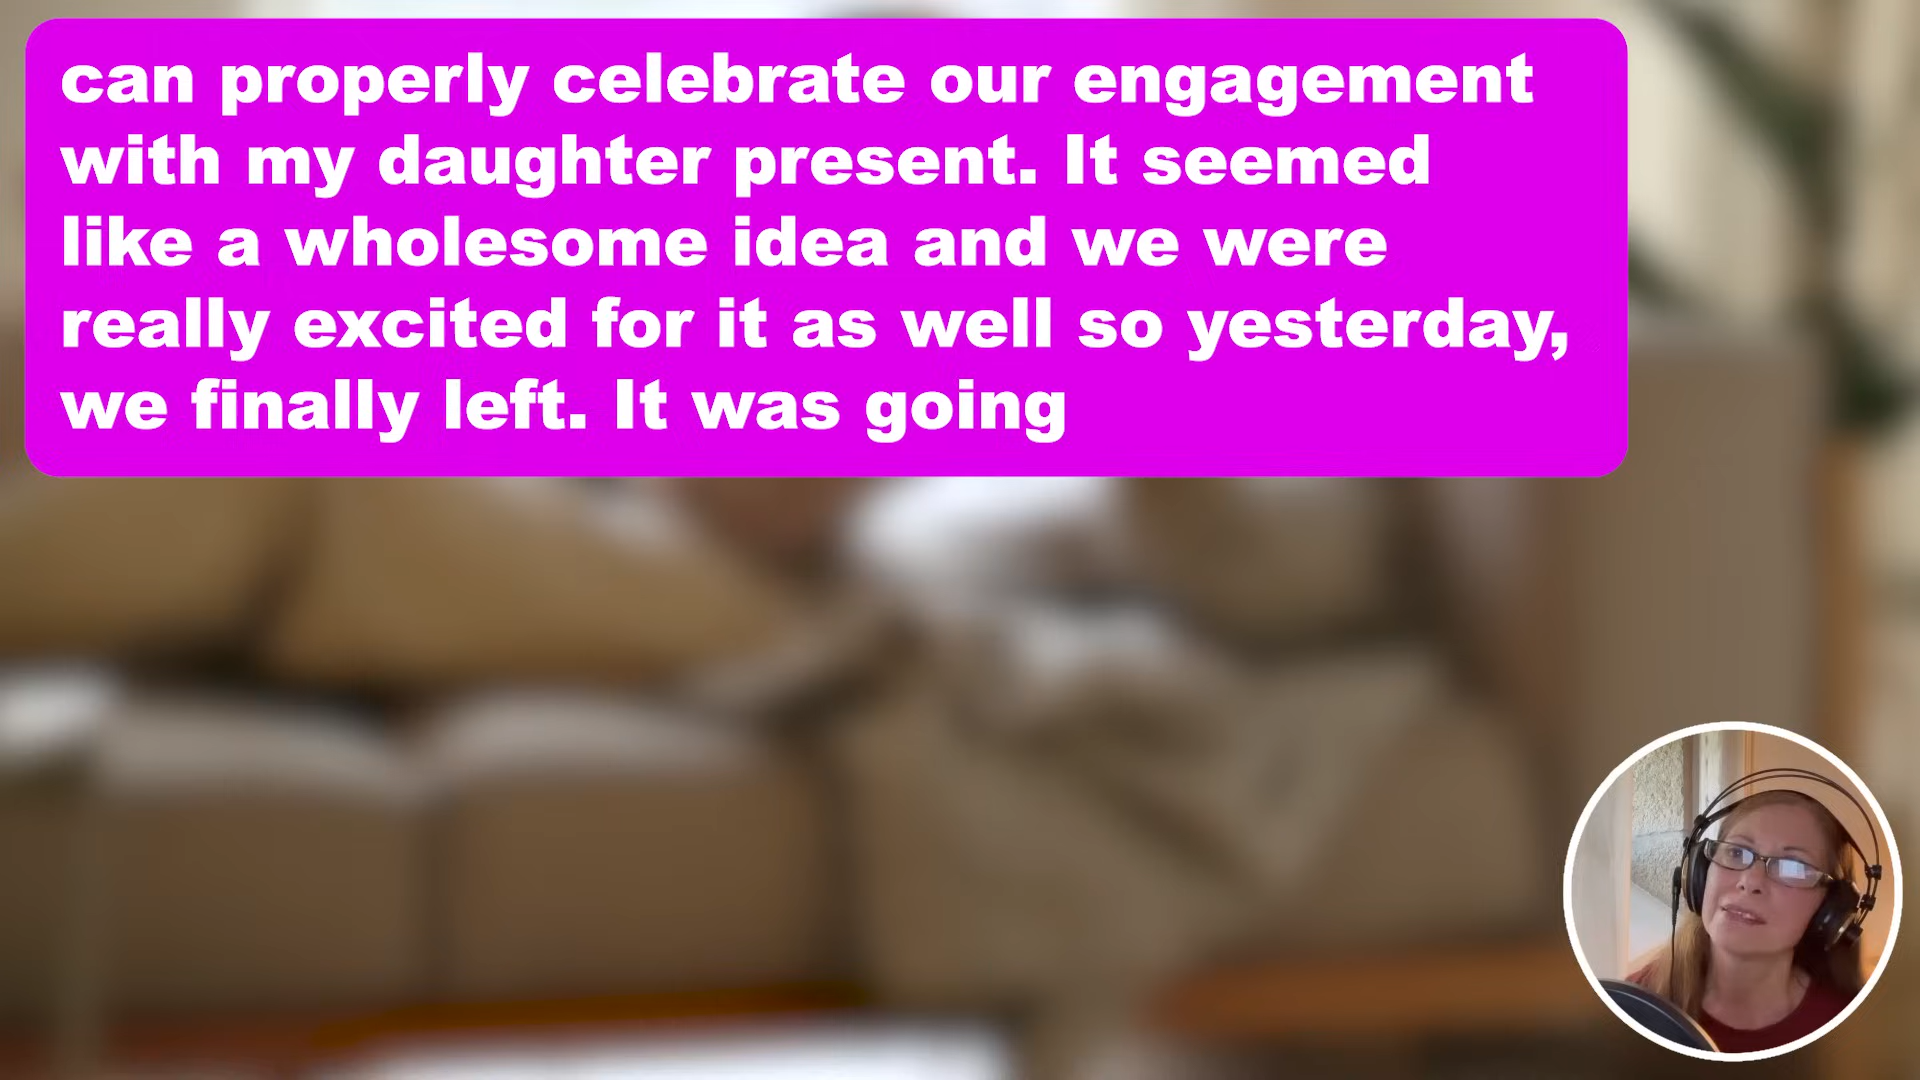 can properly celebrate our engagement
with my daughter present. It seemed
like a wholesome idea and we were
really excited for it as well so yesterday,
we finally left. It was going